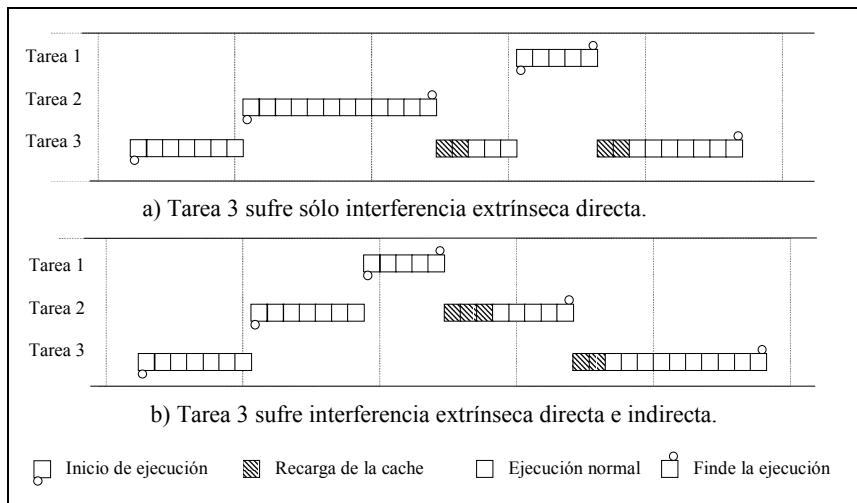 Tarea 1
Tarea 2
Tarea 3
a) Tarea 3 sufre sólo interferencia extrínseca directa.
Tarea 1
Tarea 2
Tarea 3
b) Tarea 3 sufre interferencia extrínseca directa e indirecta.
Inicio de ejecución Recarga de la cache Ejecución normal Finde la ejecución